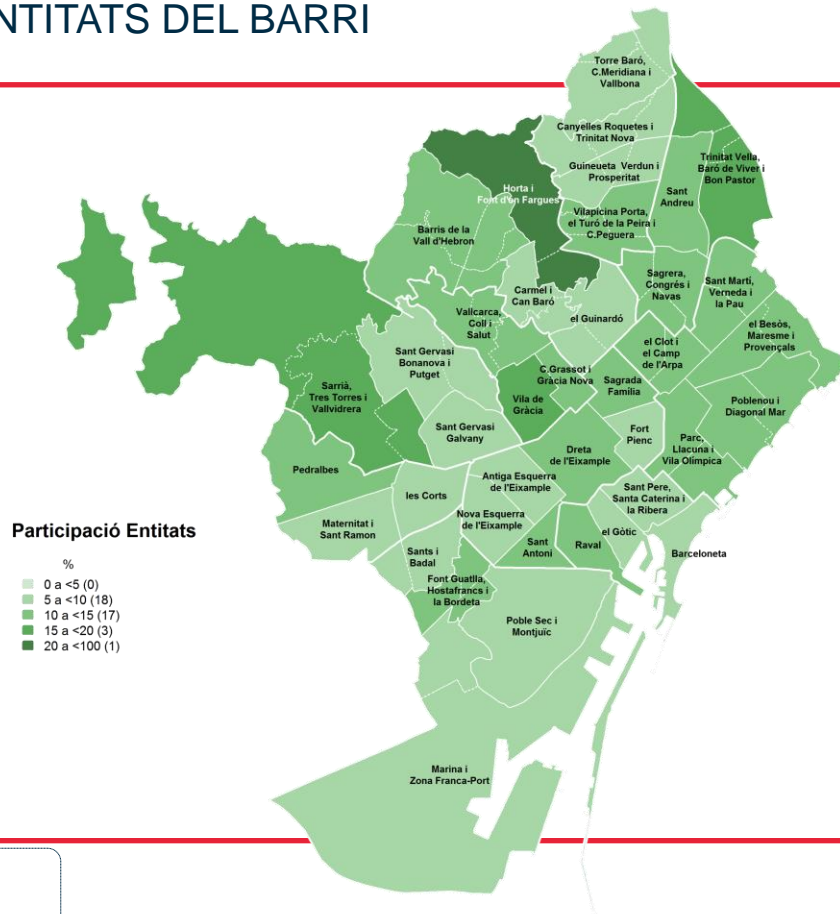 NTITATS DEL BARRI
Torre Baró,
C.Meridiana i
Vallbona
Canyelles Roquetes i
Trinitat Nova
Guineueta Verdun i
Prosperitat
Trinitat Vella,
Baró de Viver i
Bon Pastor
Sant
Andreu
Horta i
Font d'en Fargues
Vilapicina Porta,
el Turó de la Peira i
C.Peguera
Barris de la
Vall d'Hebron
Sagrera,
Congrés i
Navas
Sant Martí,
Verneda i
la Pau
Carmel i
Can Baró
el Guinardó
Vallcarca,
Coll i
Salut
el Besòs,
Maresme i
Provençals
el Clot i
el Camp
de l'Arpa
Sant Gervasi
Bonanova i
Putget
C.Grassot i
Gràcia Nova
Sagrada
Família
Sarrià,
Tres Torres i
Vallvidrera
Vila de
Gràcia
Poblenou i
Diagonal Mar
Sant Gervasi
Galvany
Fort
Pienc
Parc,
Llacuna i
Vila Olímpica
Dreta
de l'Eixample
Pedralbes
Antiga Esquerra
de l'Eixample
Sant Pere,
Santa Caterina i
la Ribera
les Corts
Nova Esquerra
de l'Eixample
Maternitat i
Sant Ramon
el Gòtic
Sant
Antoni
Raval
Barceloneta
Sants i
Badal
Font Guatlla,
Hostafrancs i
la Bordeta
Poble Sec i
Montjuïc
Marina i
Zona Franca-Port
Participació Entitats
%
0 a <5 (0)
5 a <10 (18)
10 a <15 (17)
15 a <20 (3)
20 a <100 (1)